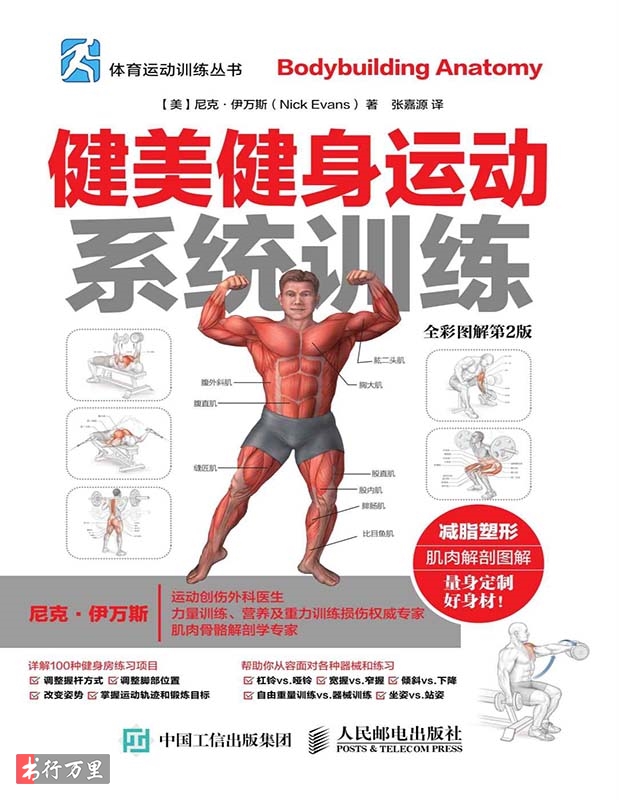 体育运动训练丛书
Bodybuilding Anatomy
【美】尼克·伊万斯（Nick Evans）著 张嘉源 译
健美健身运动
系统训练
全彩图解第2版
肱二头肌
胸大肌
腹外斜肌
腹直肌
缝匠肌
股直肌
股内肌
腓肠肌
比目鱼肌
减脂塑形
肌肉解剖图解
量身定制
好身材！
尼克·伊万斯
运动创伤外科医生
力量训练、营养及重力训练损伤权威专家
肌肉骨骼解剖学专家
详解100种健身房练习项目
调整握杆方式 调整脚部位置
改变姿势 掌握运动轨迹和锻炼目标
帮助你从容面对各种器械和练习
杠铃vs.哑铃 宽握vs.窄握 倾斜vs.下降
自由重量训练vs.器械训练 坐姿vs.站姿
中国工信出版集团
人民邮电出版社
POSTS & TELECOM PRESS
书行万里